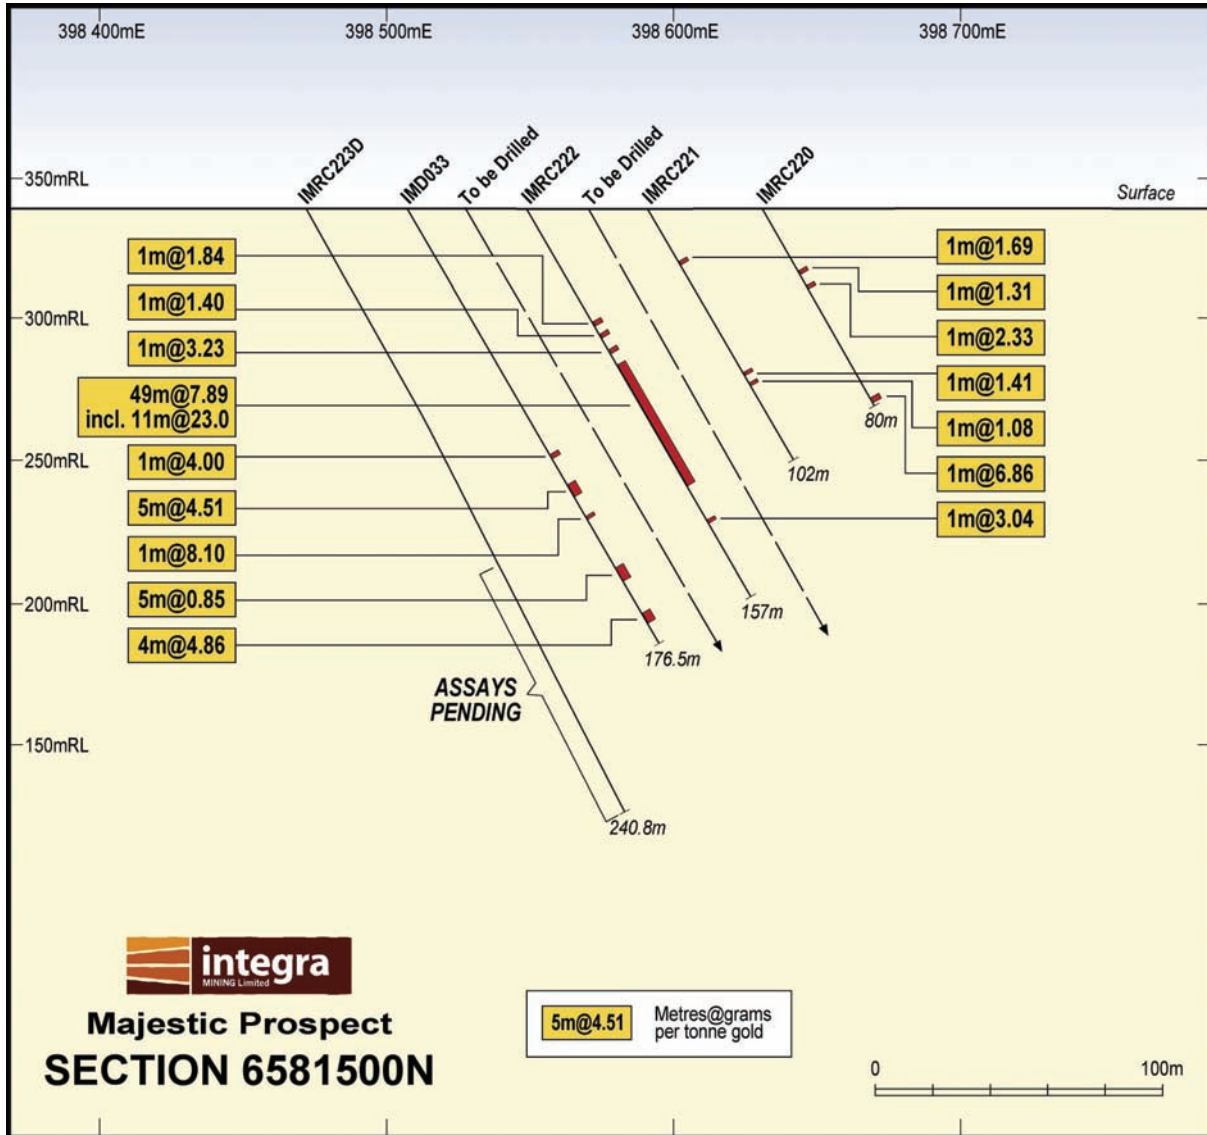 398 400mE
398 500mE
398 600mE
398 700mE
IMRC223D
IMD033
To be Drilled
IMRC222
To be Drilled
IMRC221
IMRC220
350mRL
Surface
1m@1.84
1m@1.40
1m@3.23
49m@7.89
incl. 11m@23.0
1m@4.00
5m@4.51
1m@8.10
5m@0.85
4m@4.86
1m@1.69
1m@1.31
1m@2.33
1m@1.41
1m@1.08
1m@6.86
1m@3.04
300mRL
250mRL
200mRL
150mRL
80m
102m
157m
176.5m
240.8m
ASSAYS
PENDING
integra
MINING Limited
Majestic Prospect
SECTION 6581500N
5m@4.51
Metres@grams
per tonne gold
0
100m